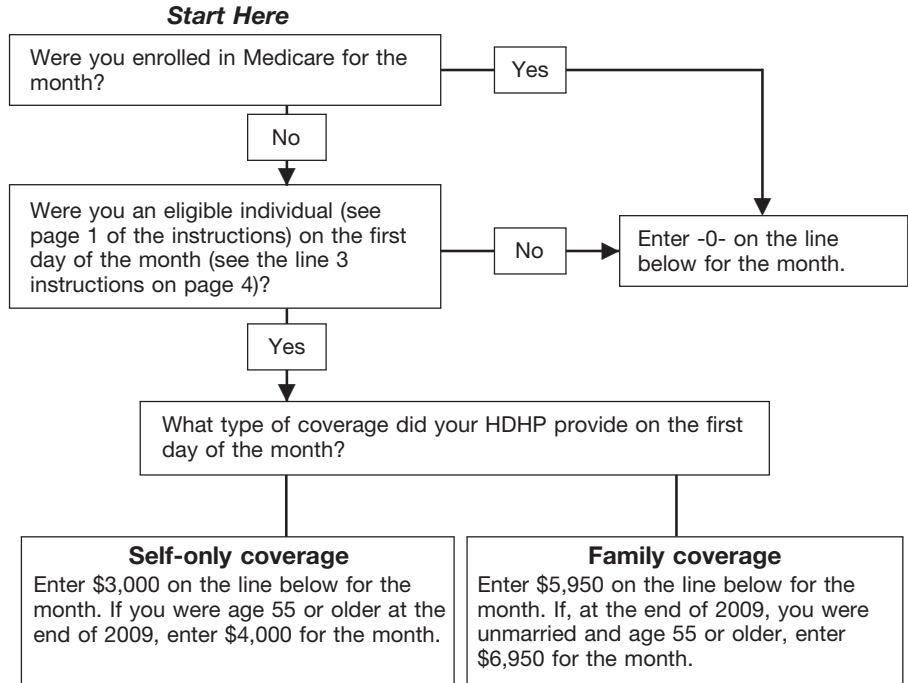 Start Here
Were you enrolled in Medicare for the
month?
Yes
No
Were you an eligible individual (see
page 1 of the instructions) on the first
day of the month (see the line 3
instructions on page 4)?
No
Enter -0- on the line
below for the month.
Yes
What type of coverage did your HDHP provide on the first
day of the month?
Self-only coverage
Enter $3,000 on the line below for the
month. If you were age 55 or older at the
end of 2009, enter $4,000 for the month.
Family coverage
Enter $5,950 on the line below for the
month. If, at the end of 2009, you were
unmarried and age 55 or older, enter
$6,950 for the month.